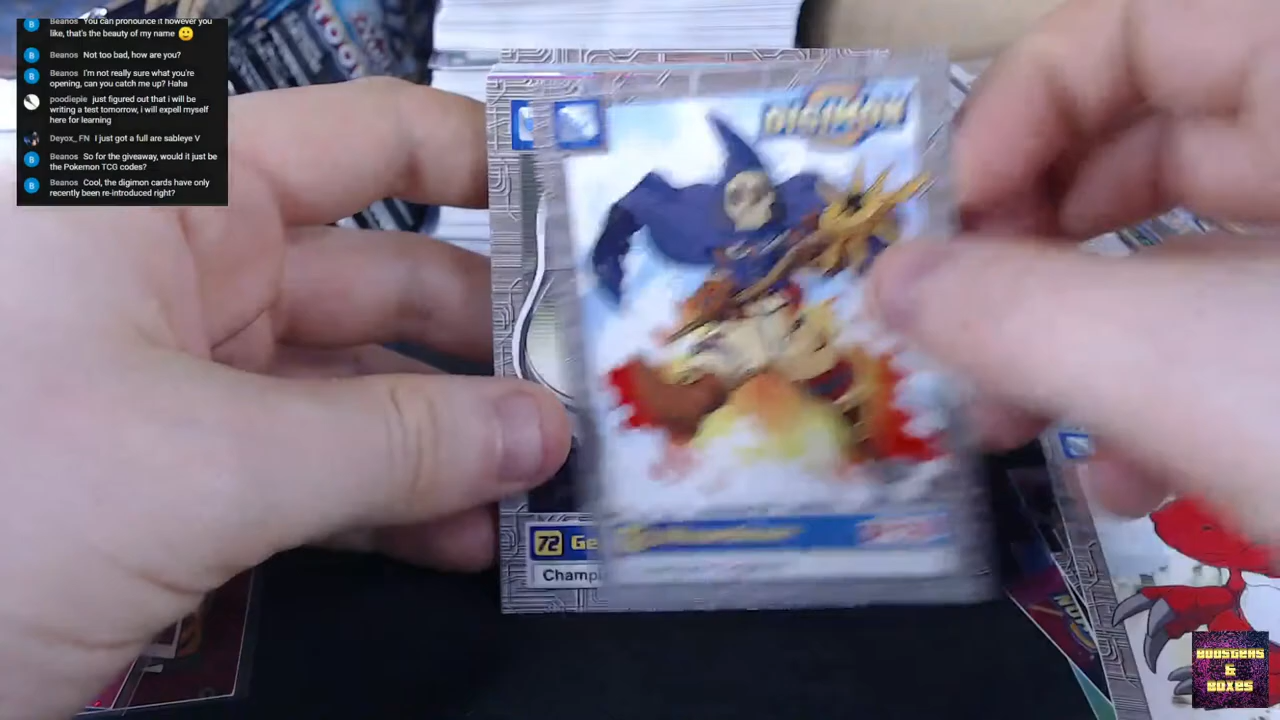 Beanos You can pronounce it however you
like, that's the beauty of my name
Beanos Not too bad, how are you?
Beanos I'm not really sure what you're
opening, can you catch me up? Haha
poodiepie just figured out that i will be
writing a test tomorrow, i will expell myself
here for learning
Deyox_FN I just got a full are sableye V
Beanos So for the giveaway, would it just be
the Pokemon TCG codes?
Beanos Cool, the digimon cards have only
recently been re-introduced right?
DIGIMON
72 Ge
Champ
BOOSTERS
&
BOXES